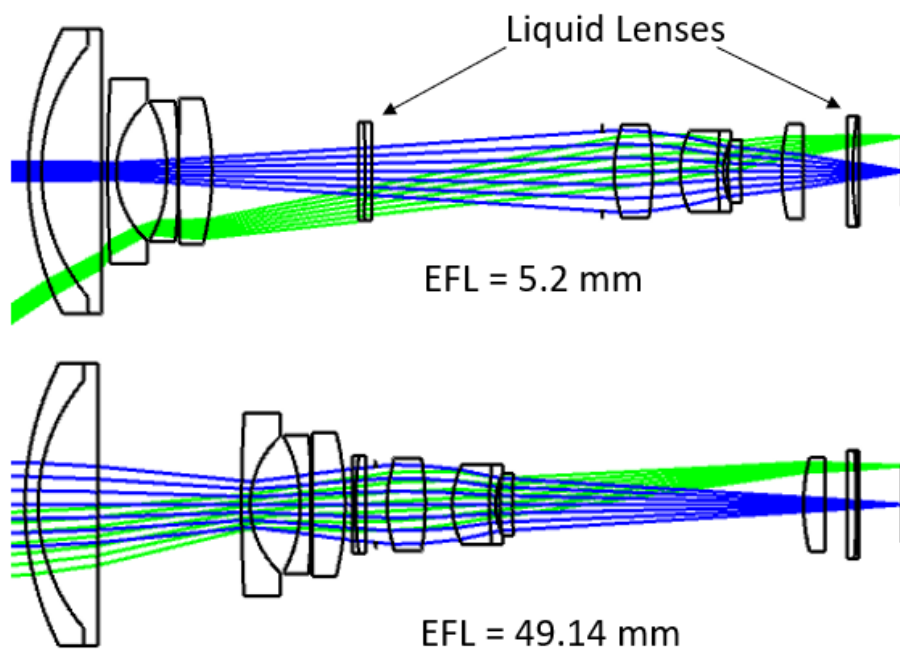 Liquid Lenses
EFL = 5.2 mm
EFL = 49.14 mm